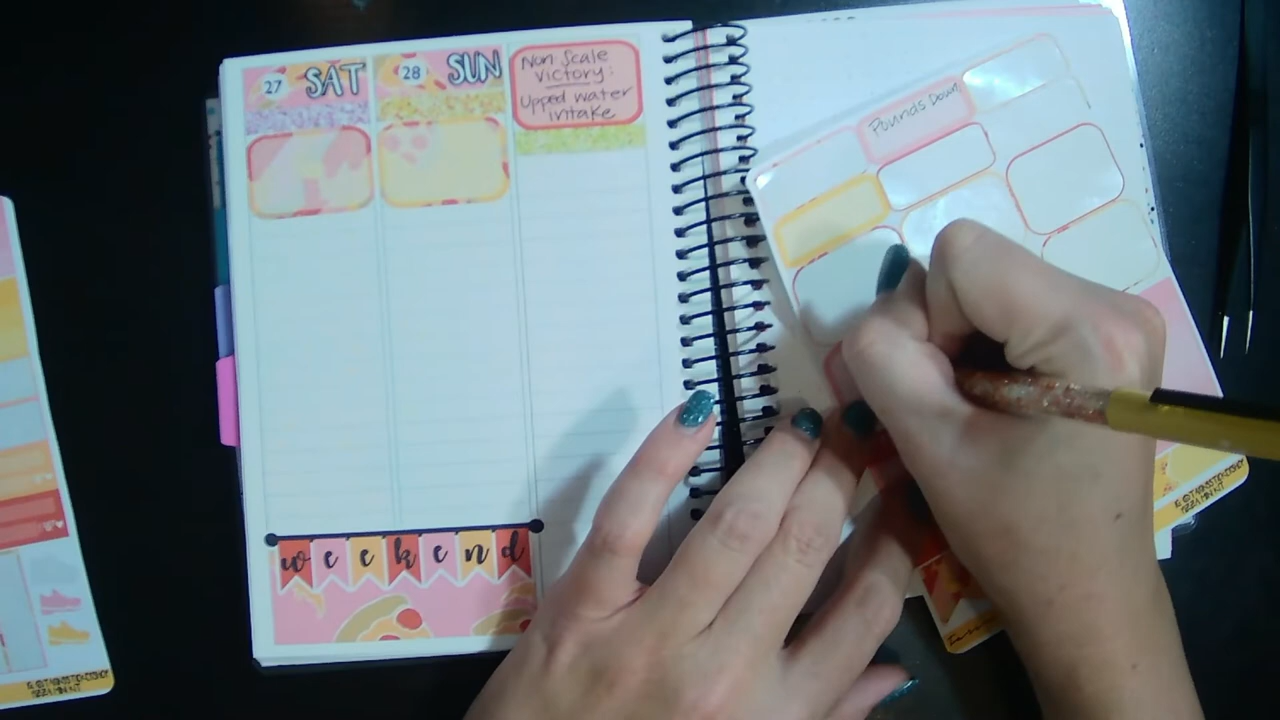 27 SAT
28 SUN
Non Scale
Victory:
Upped water
intake
Pounds Down
weekend